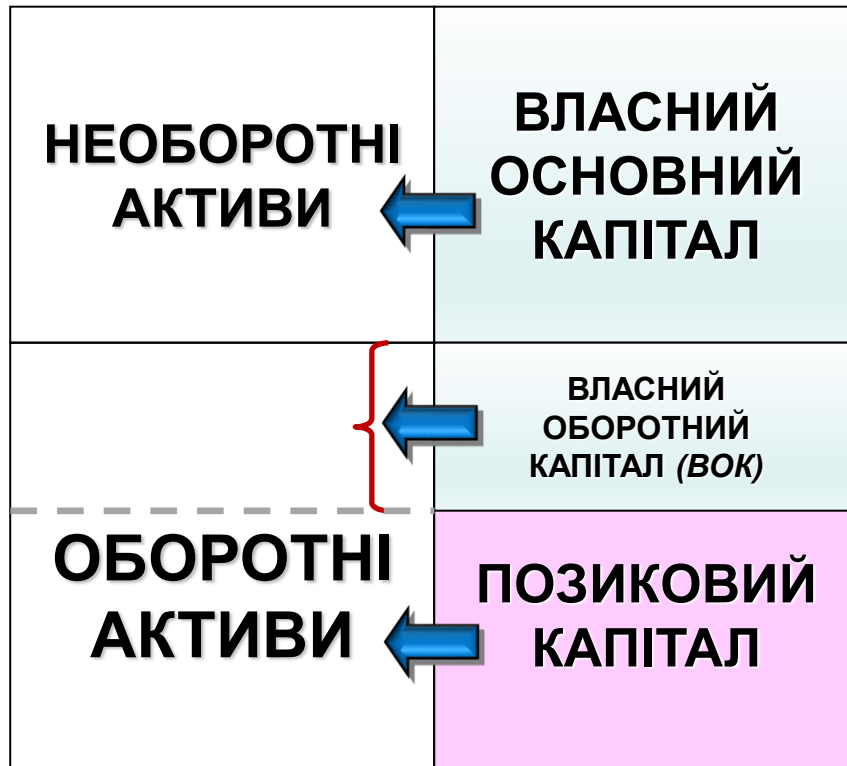 НЕОБОРОТНІ
АКТИВИ
ВЛАСНИЙ
ОСНОВНИЙ
КАПІТАЛ
ВЛАСНИЙ
ОБОРОТНИЙ
КАПІТАЛ (ВОК)
ОБОРОТНІ
АКТИВИ
ПОЗИКОВИЙ
КАПІТАЛ